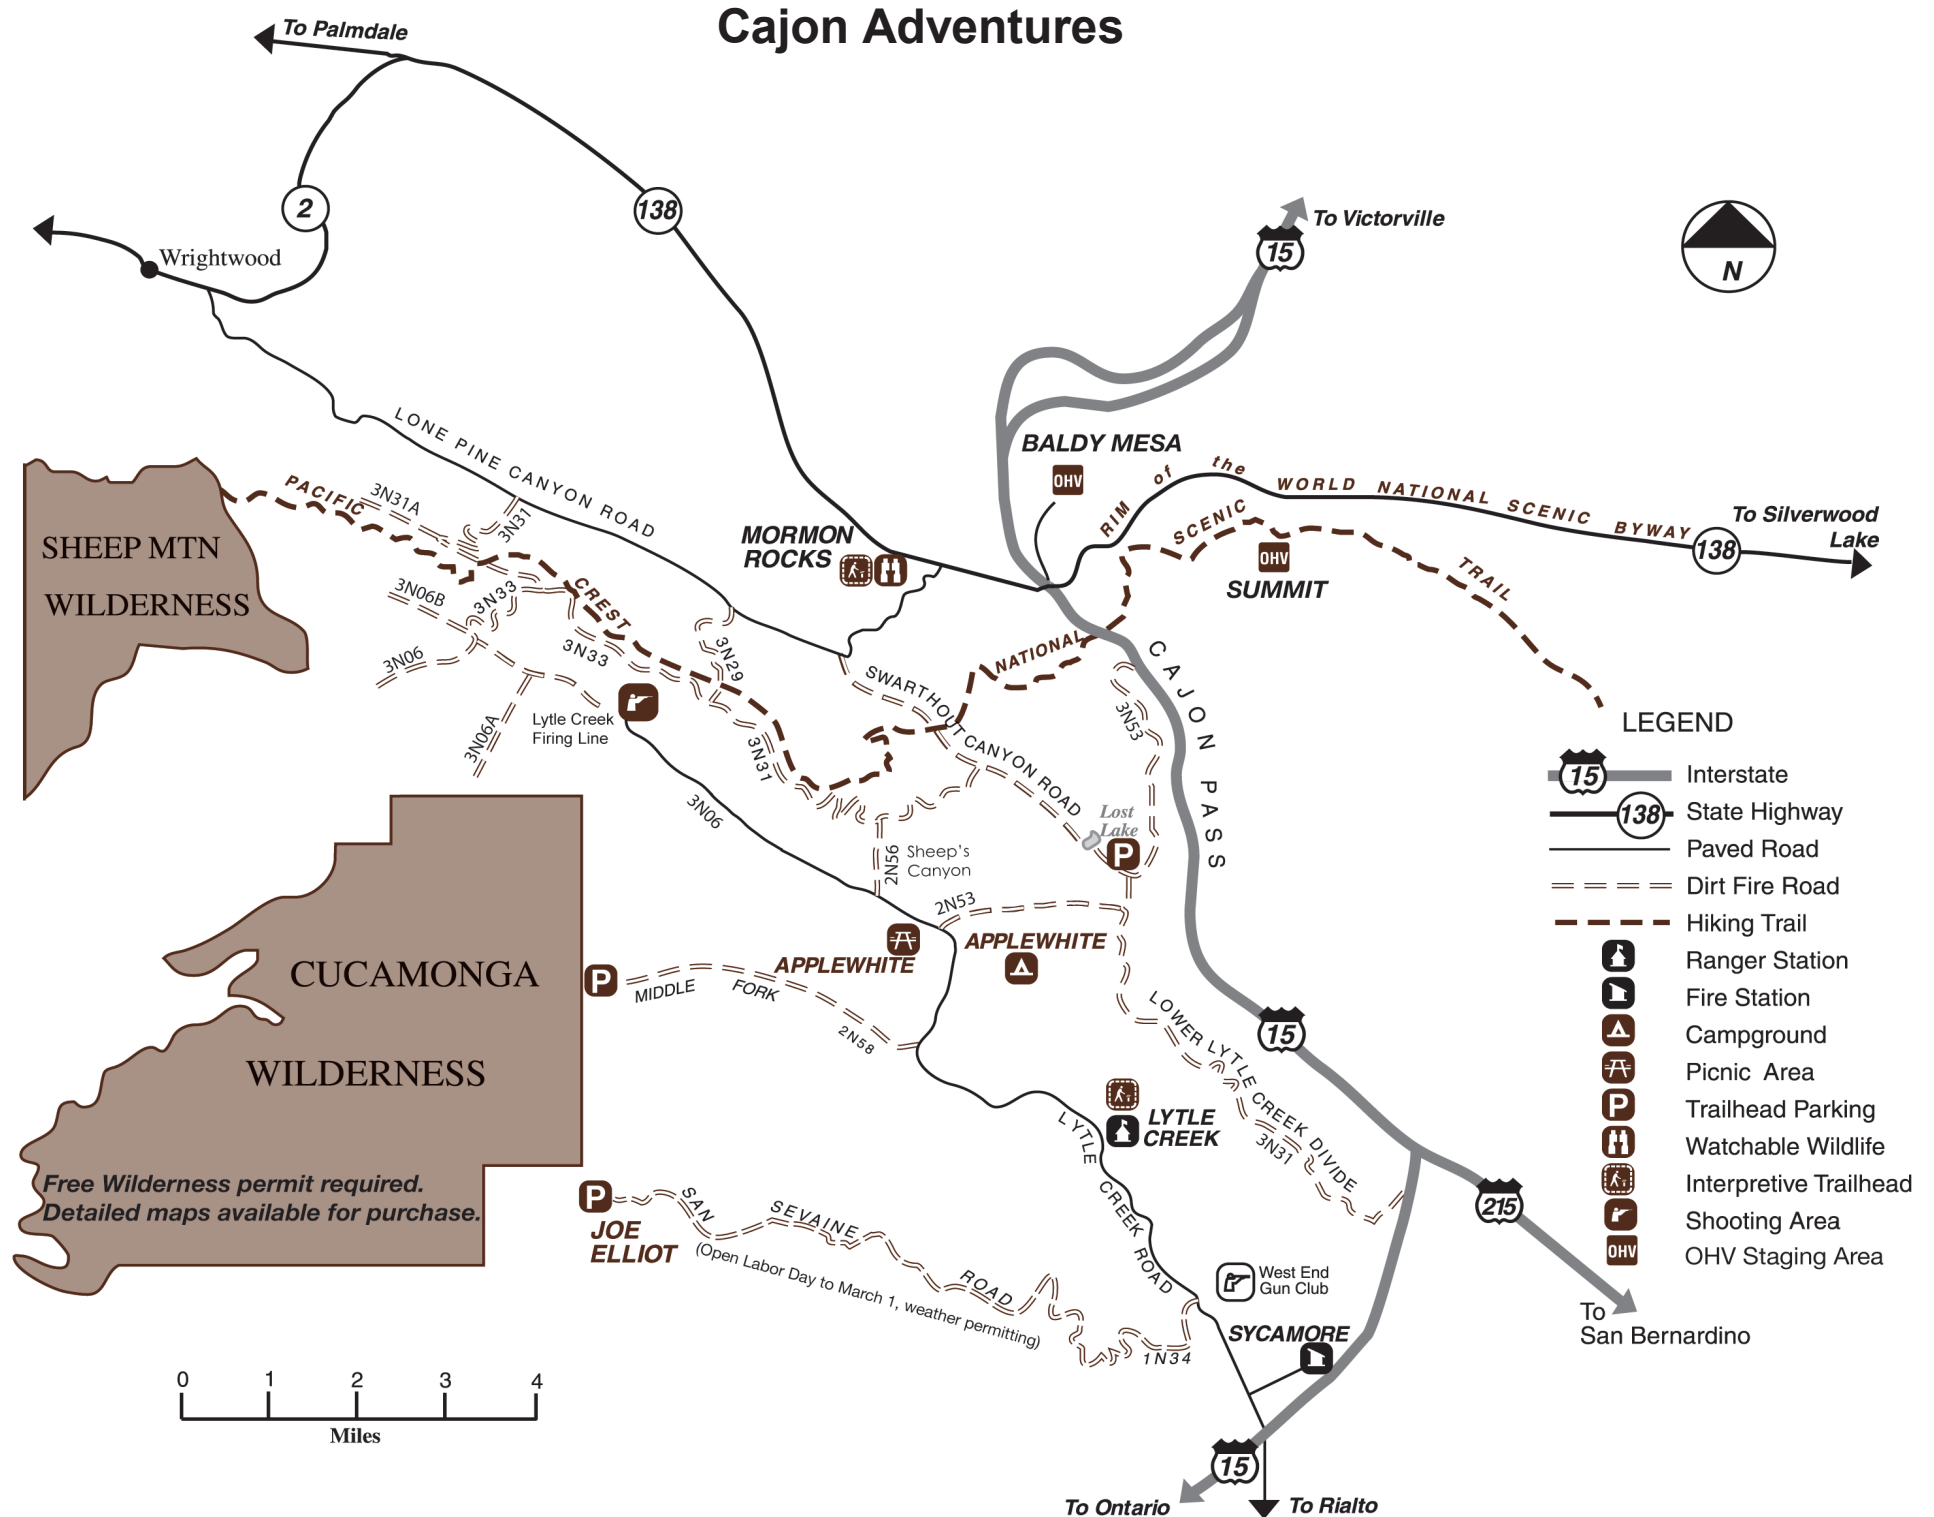 Cajon Adventures
To Palmdale
2
138
Wrightwood
15
To Victorville
N
LONE PINE CANYON ROAD
BALDY MESA
OHV
RIM of the WORLD NATIONAL SCENIC BYWAY
138
To Silverwood
Lake
PACIFIC
CREST
NATIONAL
SCENIC
TRAIL
3N31A
3N31
MORMON
ROCKS
OHV
SUMMIT
SHEEP MTN
WILDERNESS
3N06B
3N33
3N06
3N33
3N29
3N06A
Lytle Creek
Firing Line
3N31
3N06
SWARTHOUT CANYON ROAD
3N53
CAJON PASS
Lost
Lake
P
2N56
Sheep's
Canyon
2N53
APPLEWHITE
APPLEWHITE
CUCAMONGA
WILDERNESS
P
MIDDLE FORK
2N58
LOWER LYTLE CREEK DIVIDE
3N31
15
LYTLE
CREEK
LYTLE CREEK ROAD
Free Wilderness permit required.
Detailed maps available for purchase.
P
JOE
ELLIOT
SAN SEVAINE ROAD
(Open Labor Day to March 1, weather permitting)
1N34
West End
Gun Club
SYCAMORE
215
To
San Bernardino
15
To Ontario
To Rialto
0 1 2 3 4
Miles
LEGEND
15 Interstate
138 State Highway
Paved Road
Dirt Fire Road
Hiking Trail
Ranger Station
Fire Station
Campground
Picnic Area
P Trailhead Parking
Watchable Wildlife
Interpretive Trailhead
Shooting Area
OHV OHV Staging Area